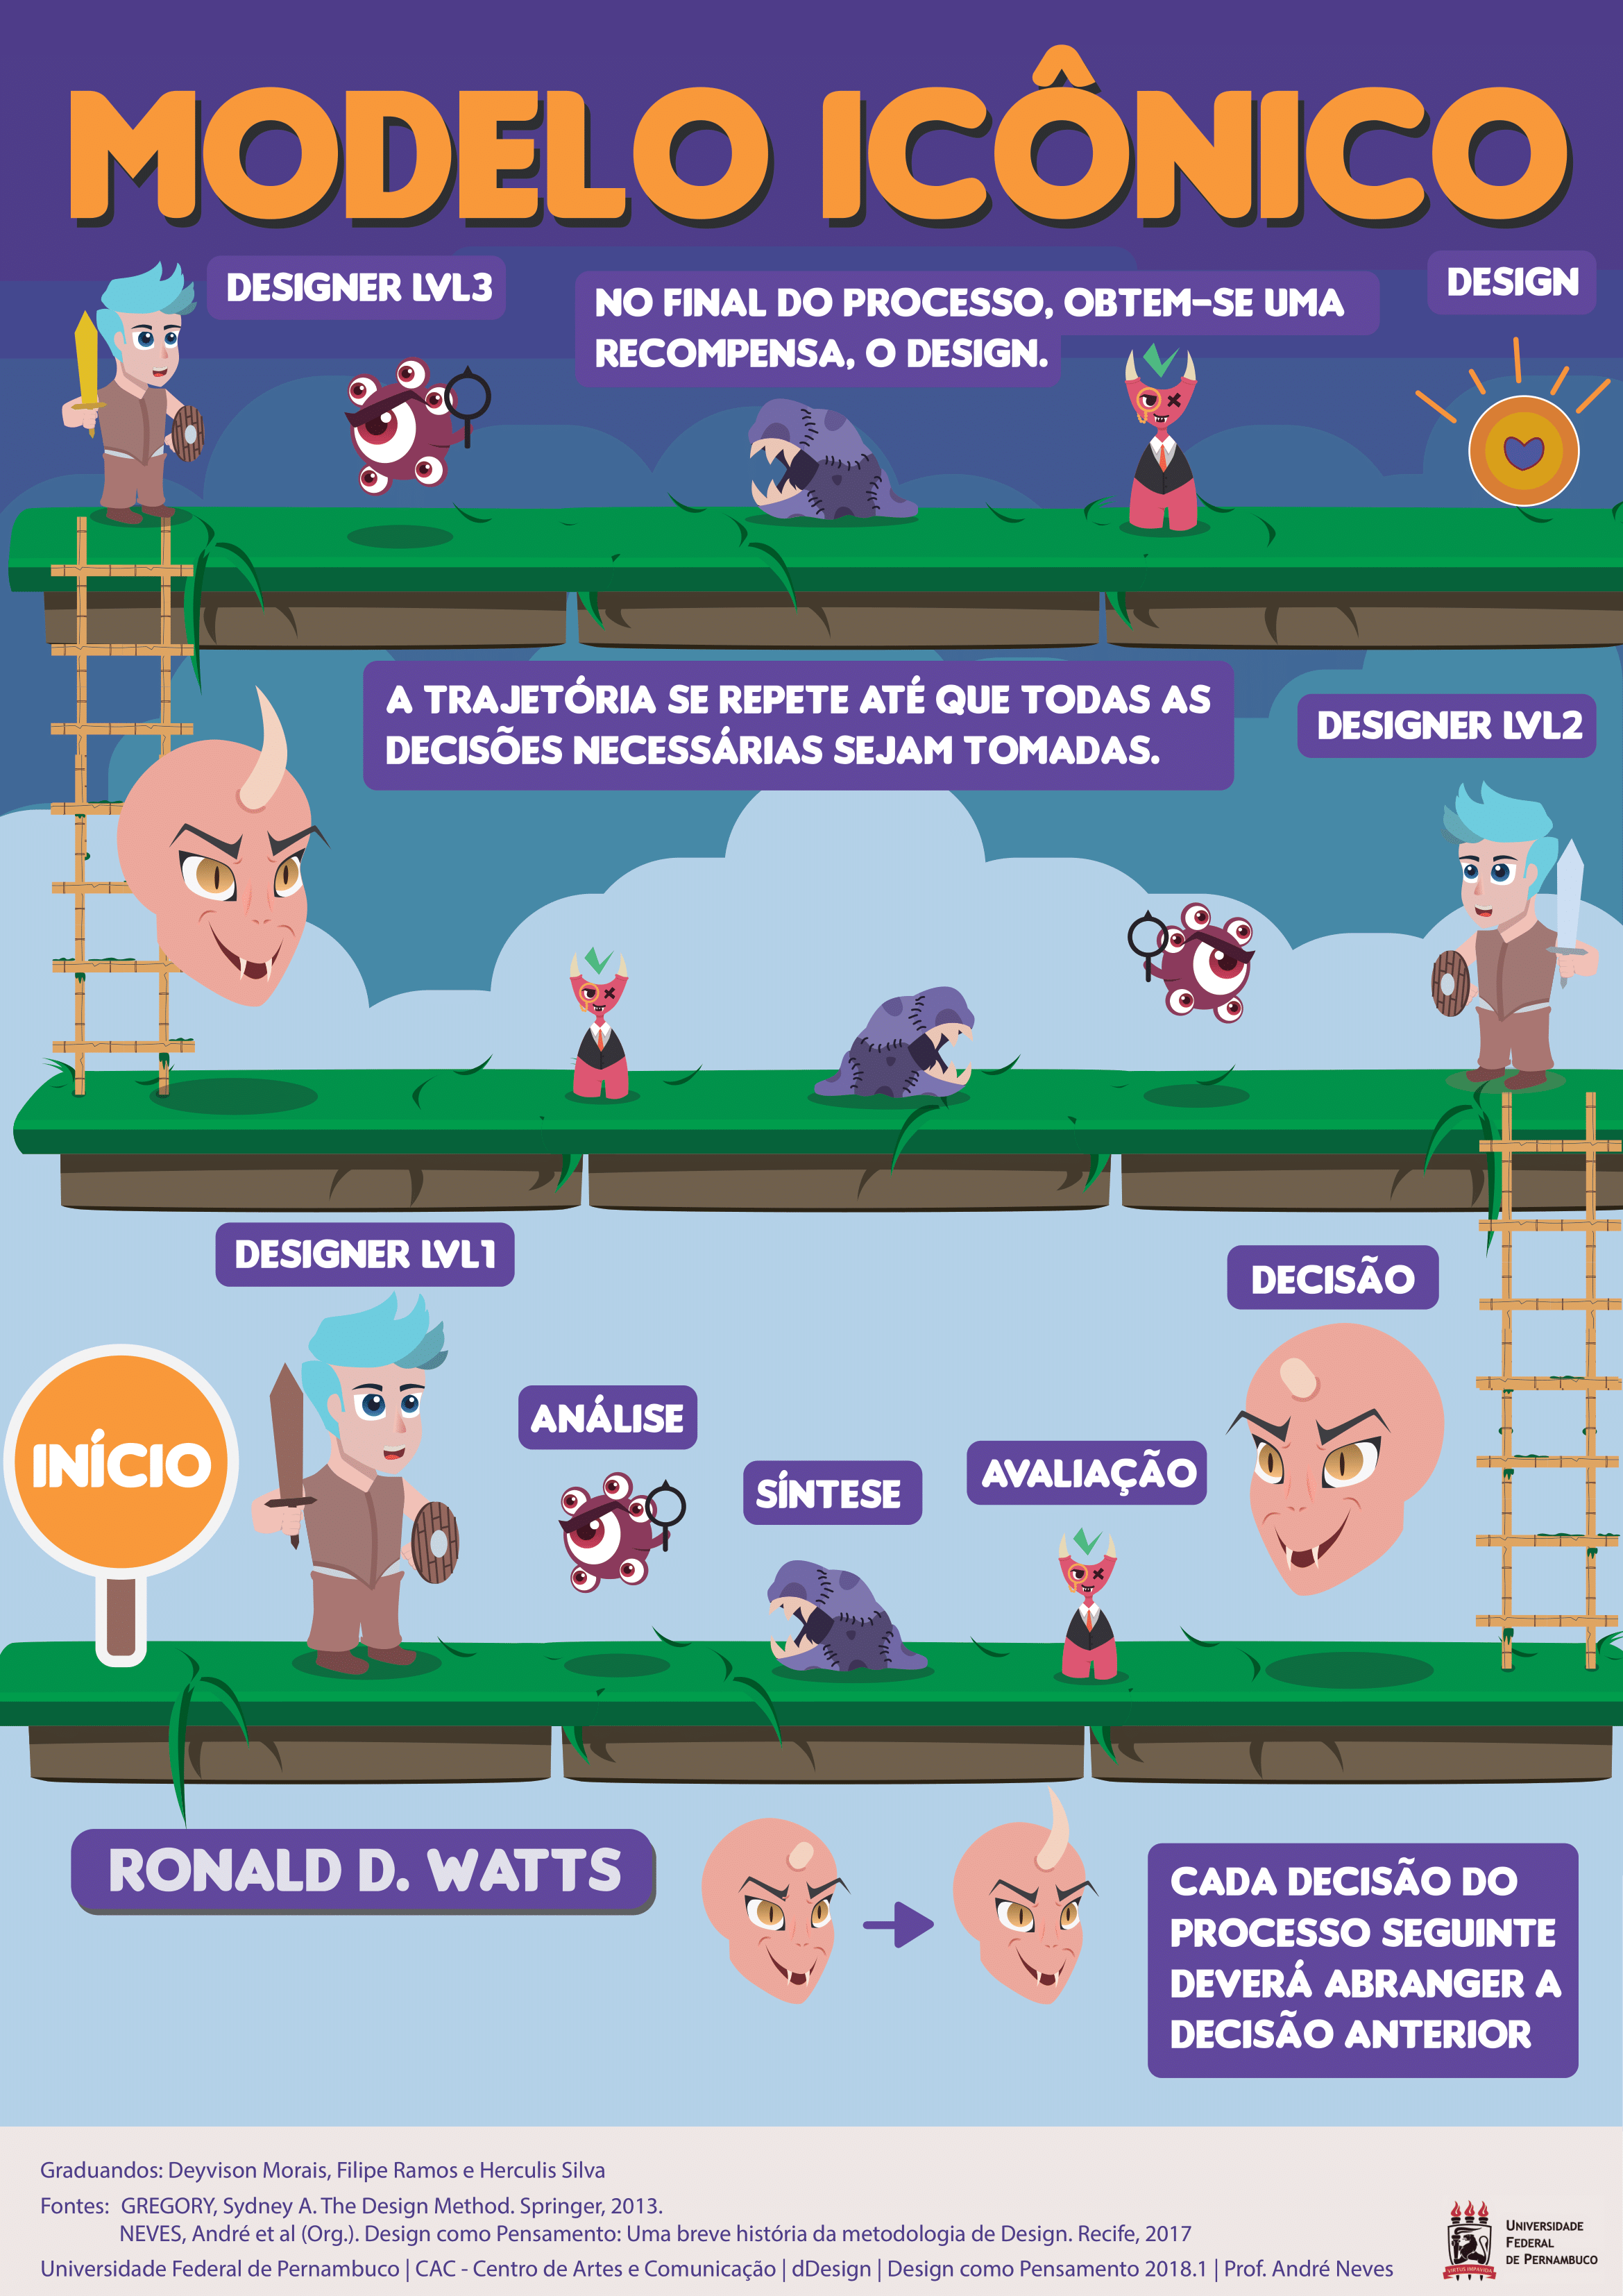 MODELO ICÔNICO
DESIGNER LVL3
NO FINAL DO PROCESSO, OBTEM-SE UMA
RECOMPENSA, O DESIGN.
DESIGN
A TRAJETÓRIA SE REPETE ATÉ QUE TODAS AS
DECISÕES NECESSÁRIAS SEJAM TOMADAS.
DESIGNER LVL2
DESIGNER LVL1
DECISÃO
INÍCIO
ANÁLISE
SÍNTESE
AVALIAÇÃO
RONALD D. WATTS
CADA DECISÃO DO
PROCESSO SEGUINTE
DEVERÁ ABRANGER A
DECISÃO ANTERIOR
Graduandos: Deyvison Morais, Filipe Ramos e Herculis Silva
Fontes: GREGORY, Sydney A. The Design Method. Springer, 2013.
NEVES, André et al (Org.). Design como Pensamento: Uma breve história da metodologia de Design. Recife, 2017
Universidade Federal de Pernambuco | CAC - Centro de Artes e Comunicação | dDesign | Design como Pensamento 2018.1 | Prof. André Neves
VIRTUS IMPAVIDA
UNIVERSIDADE
FEDERAL
DE PERNAMBUCO